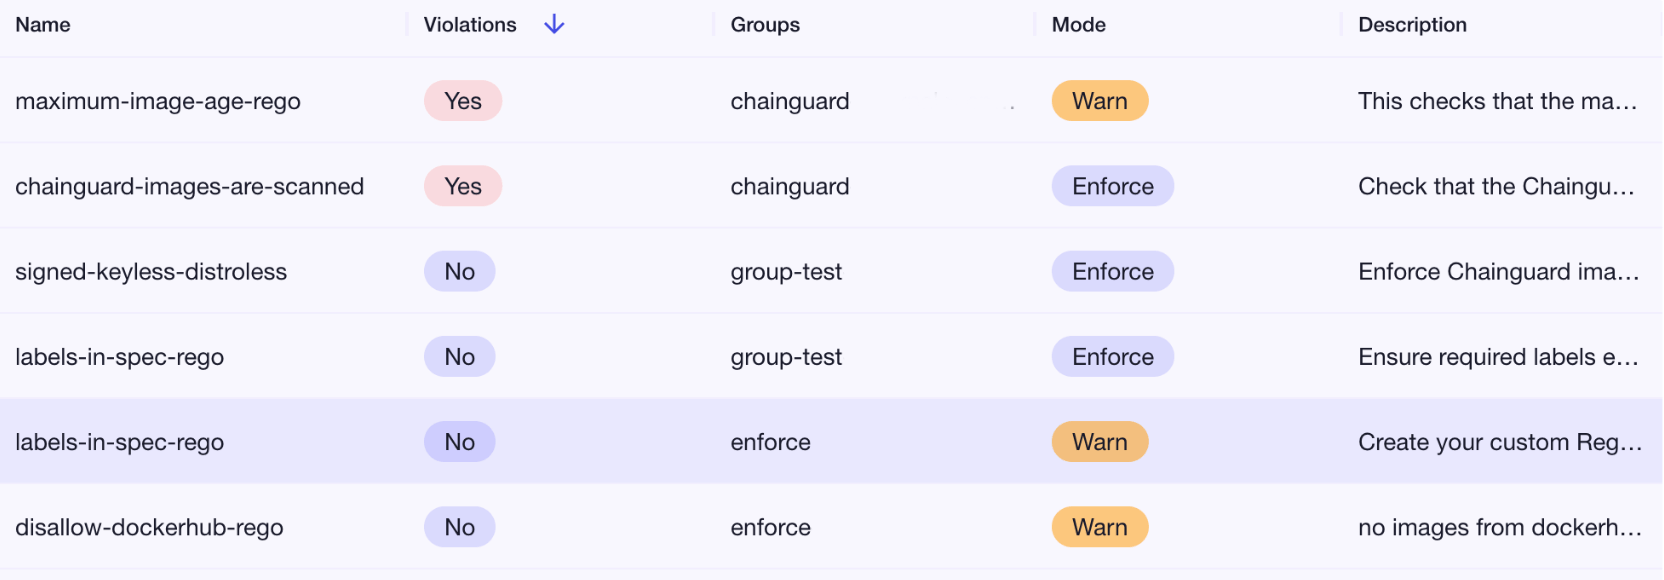 Name Violations Groups Mode Description
maximum-image-age-rego Yes chainguard Warn This checks that the ma...
chainguard-images-are-scanned Yes chainguard Enforce Check that the Chaingu...
signed-keyless-distroless No group-test Enforce Enforce Chainguard ima...
labels-in-spec-rego No group-test Enforce Ensure required labels e...
labels-in-spec-rego No enforce Warn Create your custom Reg...
disallow-dockerhub-rego No enforce Warn no images from dockerh...